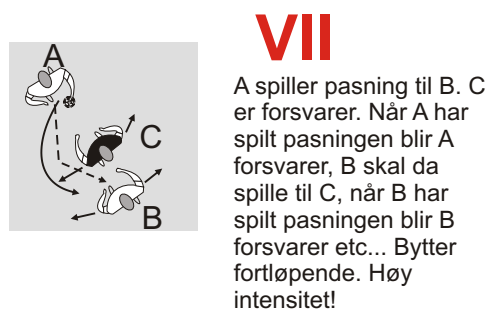 VII
A
C
B
A spiller pasning til B. C
er forsvarer. Når A har
spilt pasningen blir A
forsvarer, B skal da
spille til C, når B har
spilt pasningen blir B
forsvarer etc... Bytter
fortløpende. Høy
intensitet!